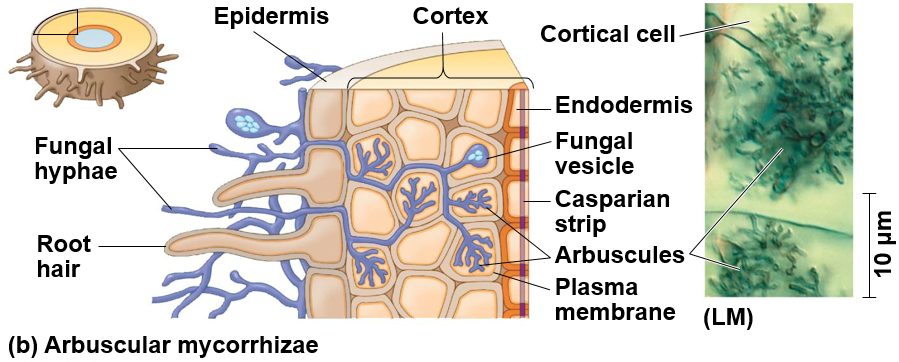 Epidermis
Cortex
Cortical cell
Endodermis
Fungal
hyphae
Fungal
vesicle
Casparian
strip
Root
hair
Arbuscules
Plasma
membrane
10 µm
(LM)
(b) Arbuscular mycorrhizae